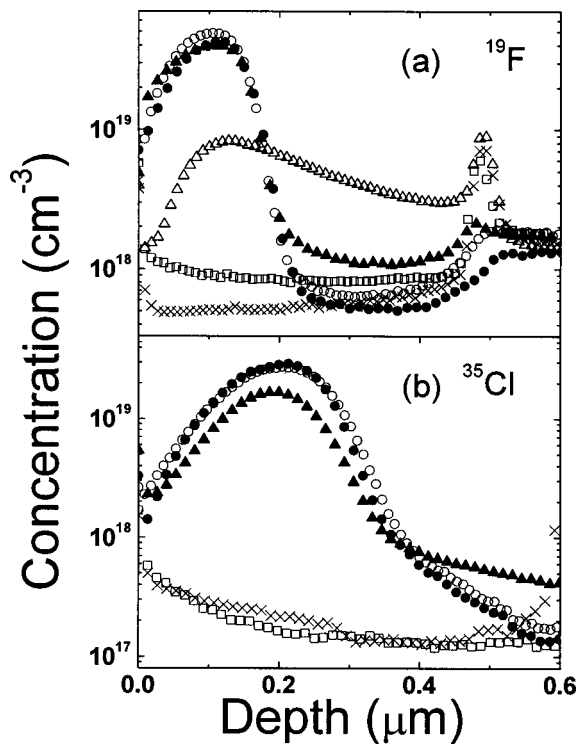 (a) ¹⁹F
10¹⁹
10¹⁸
(b) ³⁵Cl
10¹⁹
10¹⁸
10¹⁷
0.0 0.2 0.4 0.6
Depth (μm)
Concentration (cm⁻³)